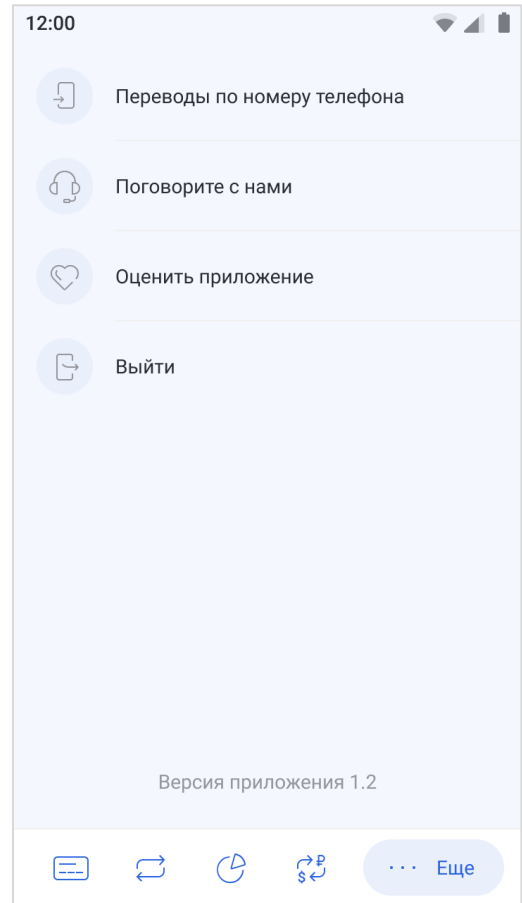 12:00
Переводы по номеру телефона
Поговорите с нами
Оценить приложение
Выйти
Версия приложения 1.2
₽
$
··· Еще